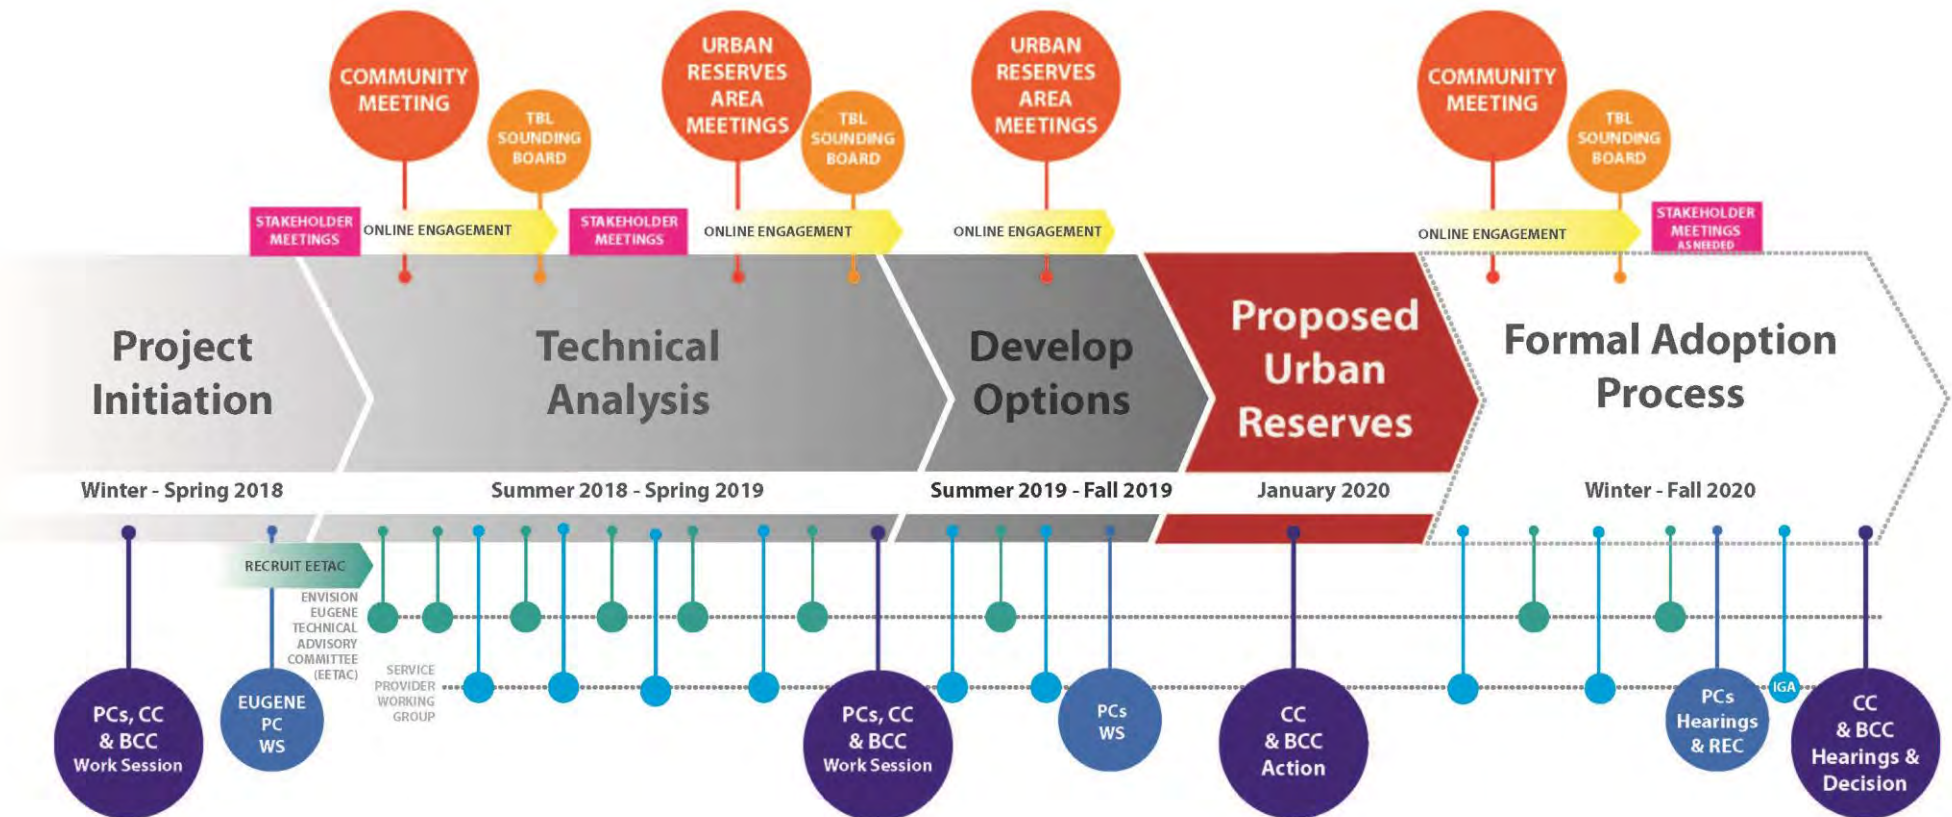 COMMUNITY
MEETING
TBL
SOUNDING
BOARD
URBAN
RESERVES
AREA
MEETINGS
TBL
SOUNDING
BOARD
URBAN
RESERVES
AREA
MEETINGS
COMMUNITY
MEETING
TBL
SOUNDING
BOARD
STAKEHOLDER
MEETINGS
ONLINE ENGAGEMENT
STAKEHOLDER
MEETINGS
ONLINE ENGAGEMENT
ONLINE ENGAGEMENT
ONLINE ENGAGEMENT
STAKEHOLDER
MEETINGS
AS NEEDED
Project
Initiation
Technical
Analysis
Develop
Options
Proposed
Urban
Reserves
Formal Adoption
Process
Winter - Spring 2018
Summer 2018 - Spring 2019
Summer 2019 - Fall 2019
January 2020
Winter - Fall 2020
RECRUIT EETAC
ENVISION
EUGENE
TECHNICAL
ADVISORY
COMMITTEE
(EETAC)
SERVICE
PROVIDER
WORKING
GROUP
PCs, CC
& BCC
Work Session
EUGENE
PC
WS
PCs, CC
& BCC
Work Session
PCs
WS
CC
& BCC
Action
PCs
Hearings
& REC
IGA
CC
& BCC
Hearings &
Decision